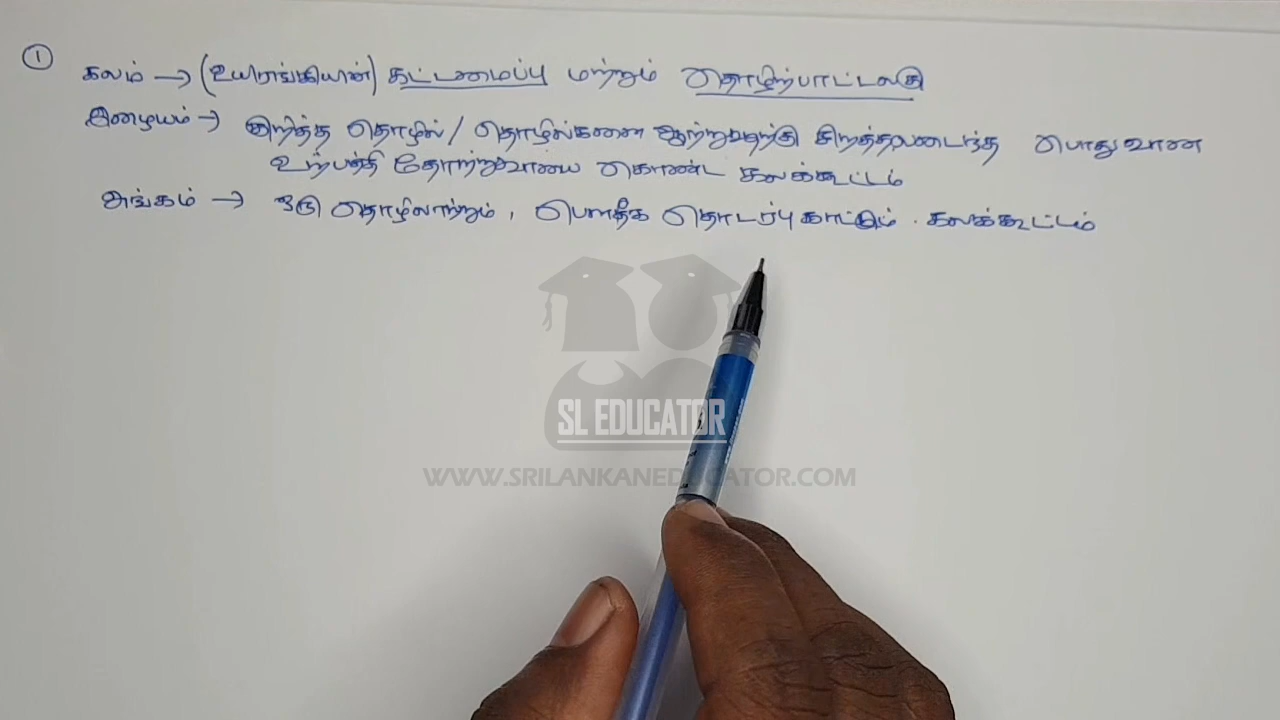 ①
கலம் → (உயிரங்கியின்) கட்டமைப்பு மற்றும் தொழிற்பாட்டலகு
இழையம் → குறித்த தொழில் / தொழில்களை ஆற்றுவதற்கு சிறத்தலடைந்த பொதுவான
உற்பத்தி தோற்றுவாயை கொண்ட கலக்கூட்டம்
அங்கம் → ஒரு தொழிலாற்றும், பௌதீக தொடர்பு காட்டும். கலக்கூட்டம்
SL EDUCATOR
WWW.SRILANKANEDUCATOR.COM